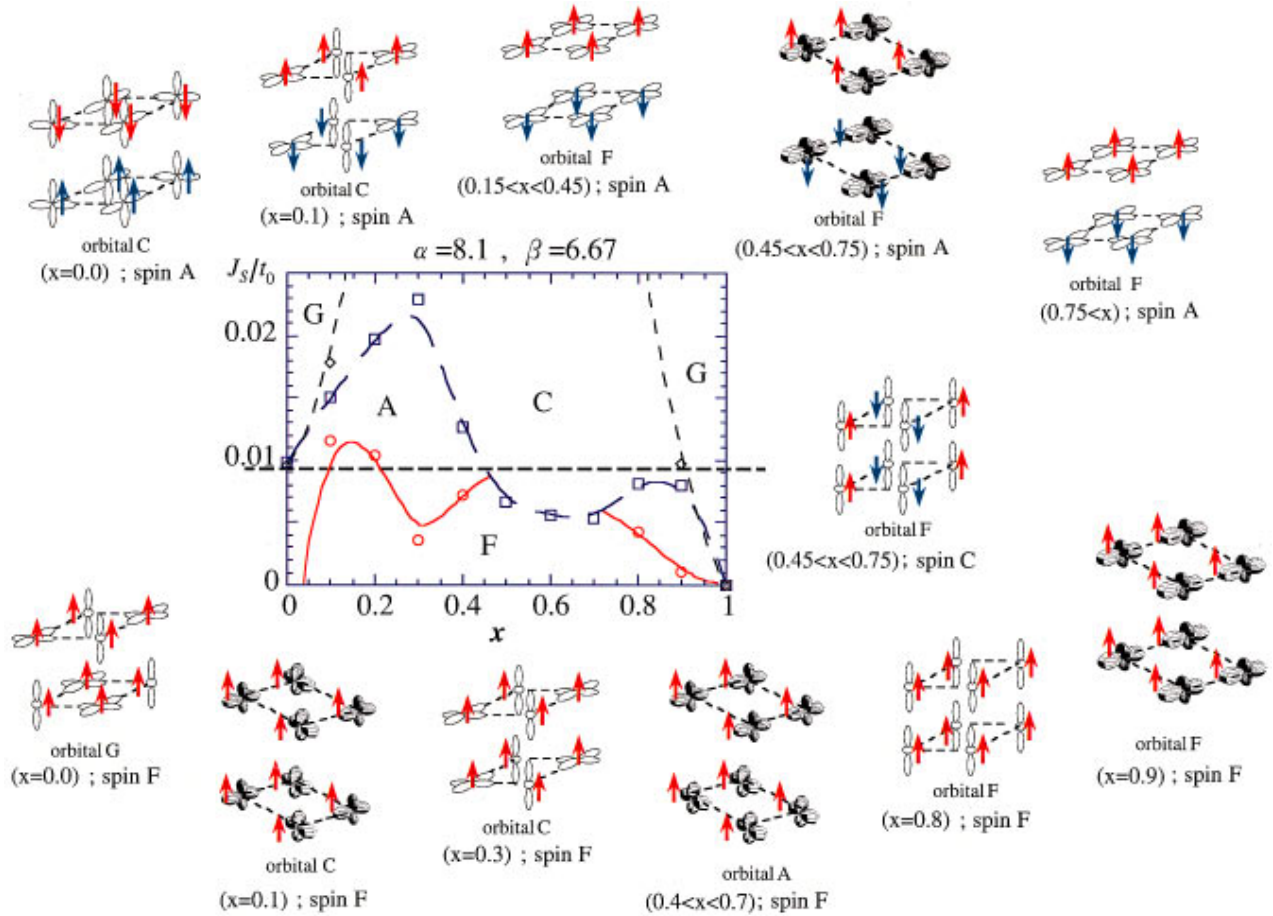 orbital C
(x=0.0) ; spin A
orbital C
(x=0.1) ; spin A
orbital F
(0.15<x<0.45) ; spin A
orbital F
(0.45<x<0.75) ; spin A
orbital F
(0.75<x) ; spin A
α =8.1 , β =6.67
J_S/t_0
0.02
0.01
0
G
A
C
G
F
0 0.2 0.4 0.6 0.8 1
x
orbital F
(0.45<x<0.75); spin C
orbital G
(x=0.0) ; spin F
orbital C
(x=0.1) ; spin F
orbital C
(x=0.3) ; spin F
orbital A
(0.4<x<0.7); spin F
orbital F
(x=0.8) ; spin F
orbital F
(x=0.9) ; spin F